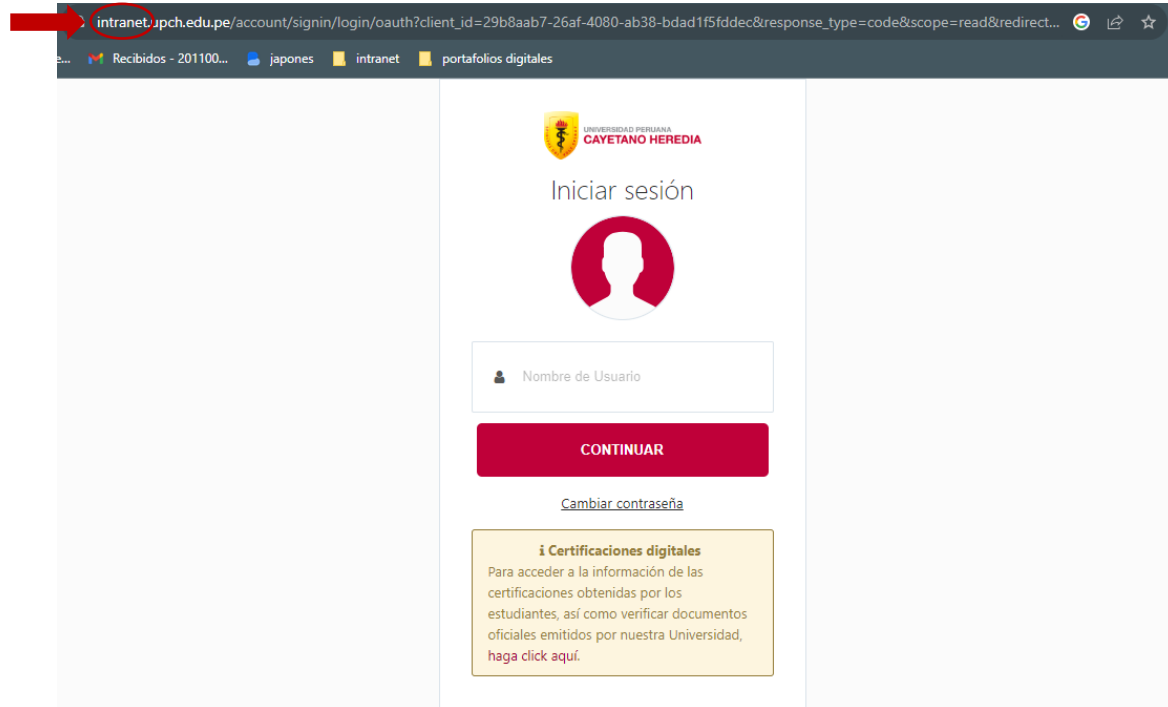 intranet.upch.edu.pe/account/signin/login/oauth?client_id=29b8aab7-26af-4080-ab38-bdad1f5fddec&response_type=code&scope=read&redirect...
e... Recibidos - 201100... japones intranet portafolios digitales
UNIVERSIDAD PERUANA
CAYETANO HEREDIA
Iniciar sesión
Nombre de Usuario
CONTINUAR
Cambiar contraseña
i Certificaciones digitales
Para acceder a la información de las
certificaciones obtenidas por los
estudiantes, así como verificar documentos
oficiales emitidos por nuestra Universidad,
haga click aquí.